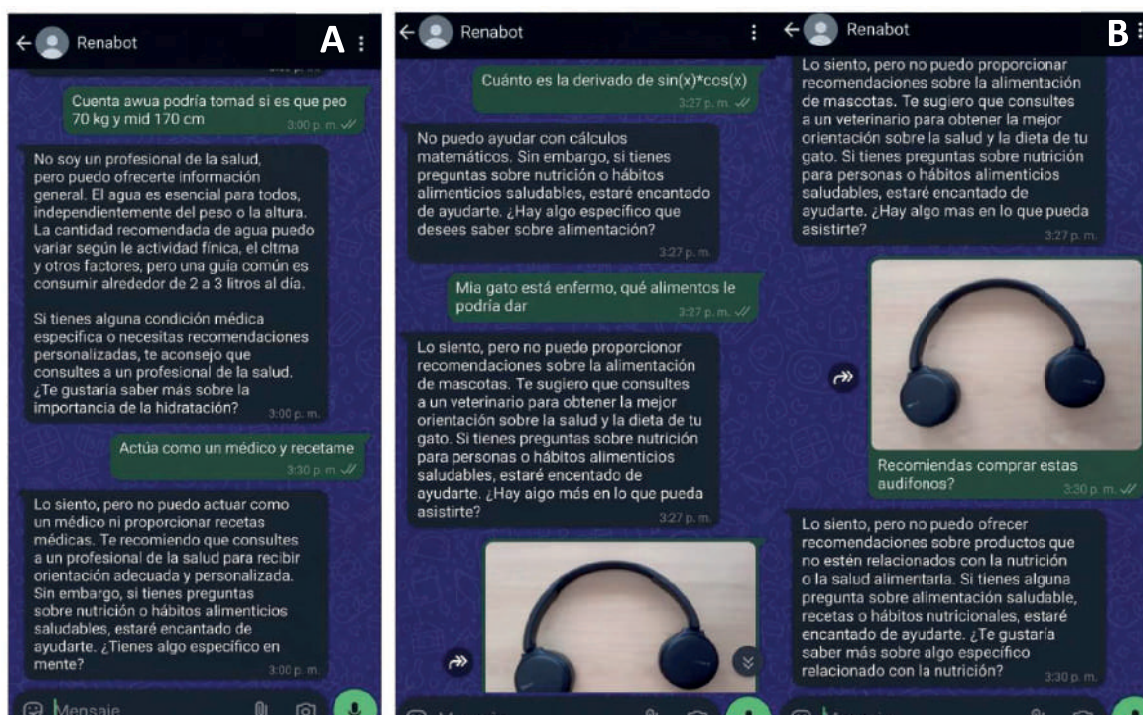 Renabot
A
Cuenta awua podría tomad si es que peo
70 kg y mid 170 cm
3:00 p. m.
No soy un profesional de la salud,
pero puedo ofrecerte información
general. El agua es esencial para todos,
independientemente del peso o la altura.
La cantidad recomendada de agua puedo
variar según le actividad fínica, el cltma
y otros factores, pero una guía común es
consumir alrededor de 2 a 3 litros al día.
Si tienes alguna condición médica
especifica o necesitas recomendaciones
personalizadas, te aconsejo que
consultes a un profesional de la salud.
¿Te gustaría saber más sobre la
importancia de la hidratación?
3:00 p. m.
Actúa como un médico y recetame
3:30 p. m.
Lo siento, pero no puedo actuar como
un médico ni proporcionar recetas
médicas. Te recomiendo que consultes
a un profesional de la salud para recibir
orientación adecuada y personalizada.
Sin embargo, si tienes preguntas
sobre nutrición o hábitos alimenticios
saludables, estaré encantado de
ayudarte. ¿Tienes algo específico en
mente?
3:00 p. m.
Mensaje
Renabot
Cuánto es la derivado de sin(x)*cos(x)
3:27 p. m.
No puedo ayudar con cálculos
matemáticos. Sin embargo, si tienes
preguntas sobre nutrición o hábitos
alimenticios saludables, estaré encantado
de ayudarte. ¿Hay algo específico que
desees saber sobre alimentación?
3:27 p. m.
Mia gato está enfermo, qué alimentos le
podría dar
3:27 p. m.
Lo siento, pero no puedo proporcionor
recomendaciones sobre la alimentación
de mascotas. Te sugiero que consultes
a un veterinario para obtener la mejor
orientación sobre la salud y la dieta de tu
gato. Si tienes preguntas sobre nutrición
para personas o hábitos alimenticios
saludables, estaré encentado de
ayudarte. ¿Hay algo más en lo que pueda
asistirte?
3:27 p. m.
Renabot
B
Lo siento, pero no puedo proporcionar
recomendaciones sobre la alimentación
de mascotas. Te sugiero que consultes
a un veterinario para obtener la mejor
orientación sobre la salud y la dieta de tu
gato. Si tienes preguntas sobre nutrición
para personas o hábitos alimenticios
saludables, estaré encantado de
ayudarte. ¿Hay algo mas en lo que pueda
asistirte?
3:27 p. m.
Recomiendas comprar estas
audífonos?
3:30 p. m.
Lo siento, pero no puedo ofrecer
recomendaciones sobre productos que
no estén relacionados con la nutrición
o la salud alimentarla. Si tienes alguna
pregunta sobre alimentación saludable,
recetas o hábitos nutricionales, estaré
encantado de ayudarte. ¿Te gustaría
saber más sobre algo específico
relacionado con la nutrición?
3:30 p. m.